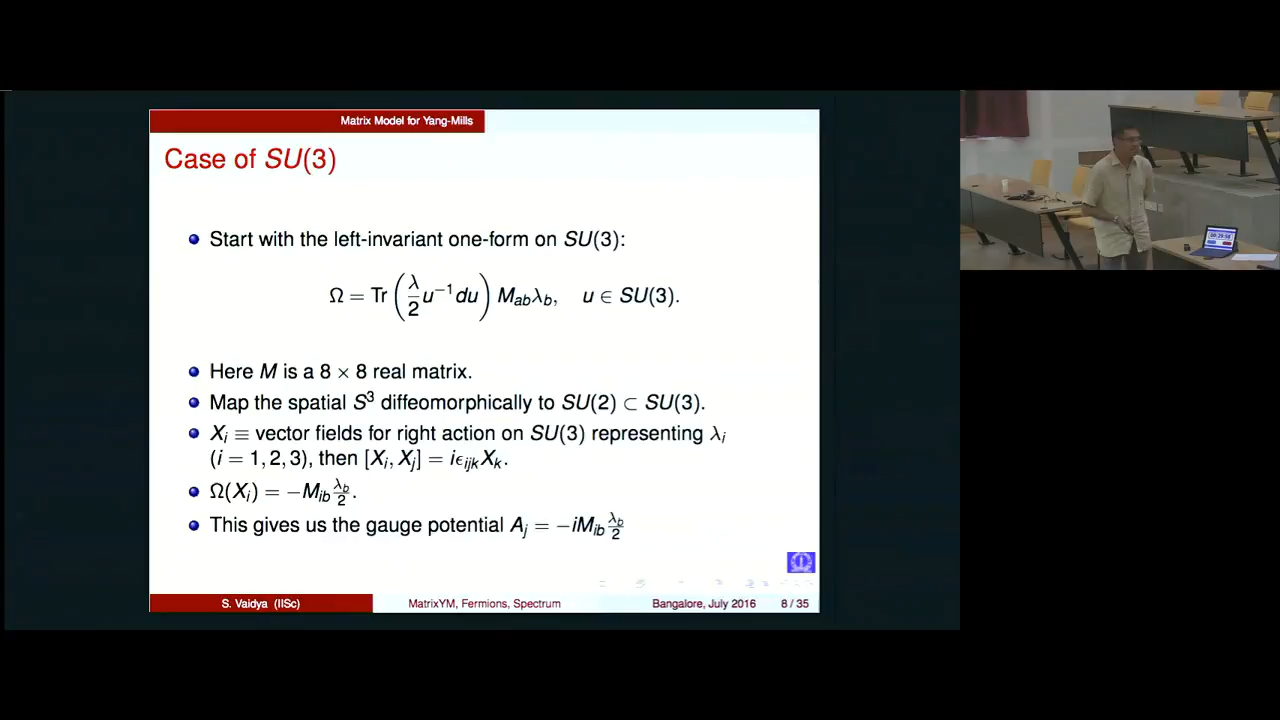 Matrix Model for Yang-Mills
Case of SU(3)
Start with the left-invariant one-form on SU(3):
Ω = Tr (λ/2 u⁻¹du) M_ab λ_b, u ∈ SU(3).
Here M is a 8 × 8 real matrix.
Map the spatial S³ diffeomorphically to SU(2) ⊂ SU(3).
X_i ≡ vector fields for right action on SU(3) representing λ_i
(i = 1, 2, 3), then [X_i, X_j] = iϵ_ijk X_k.
Ω(X_i) = −M_ib λ_b/2.
This gives us the gauge potential A_j = −iM_ib λ_b/2
S. Vaidya (IISc) MatrixYM, Fermions, Spectrum Bangalore, July 2016 8 / 35